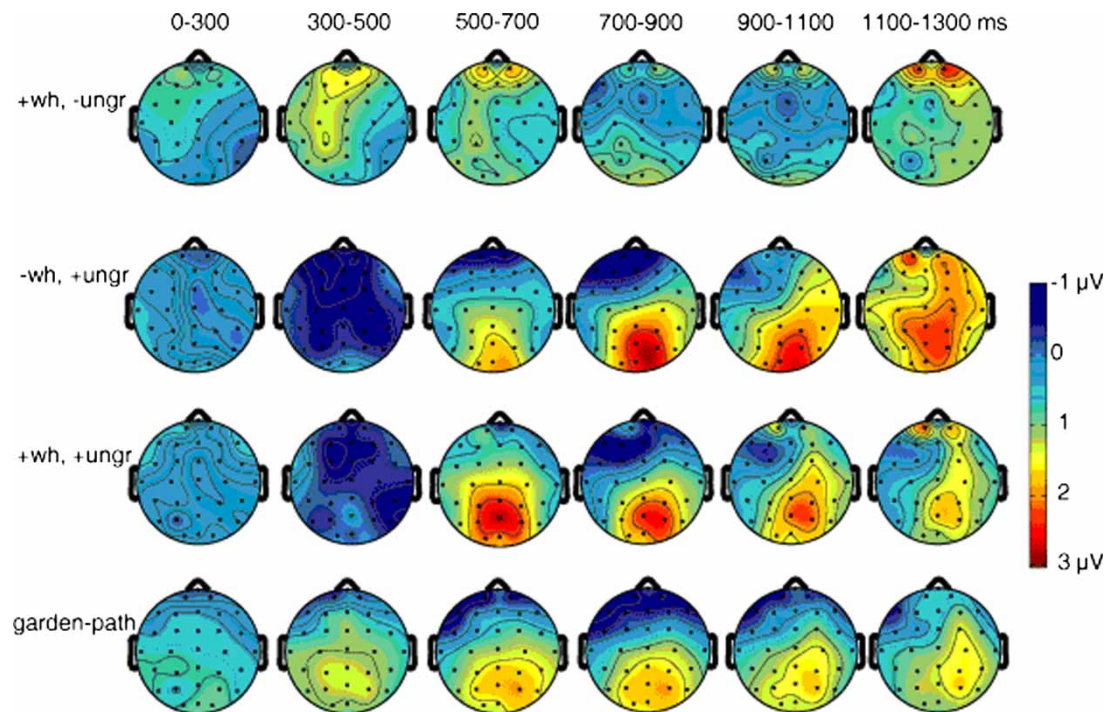 0-300 300-500 500-700 700-900 900-1100 1100-1300 ms
+wh, -ungr
-wh, +ungr
-1 µV
0
+wh, +ungr
1
2
3 µV
garden-path